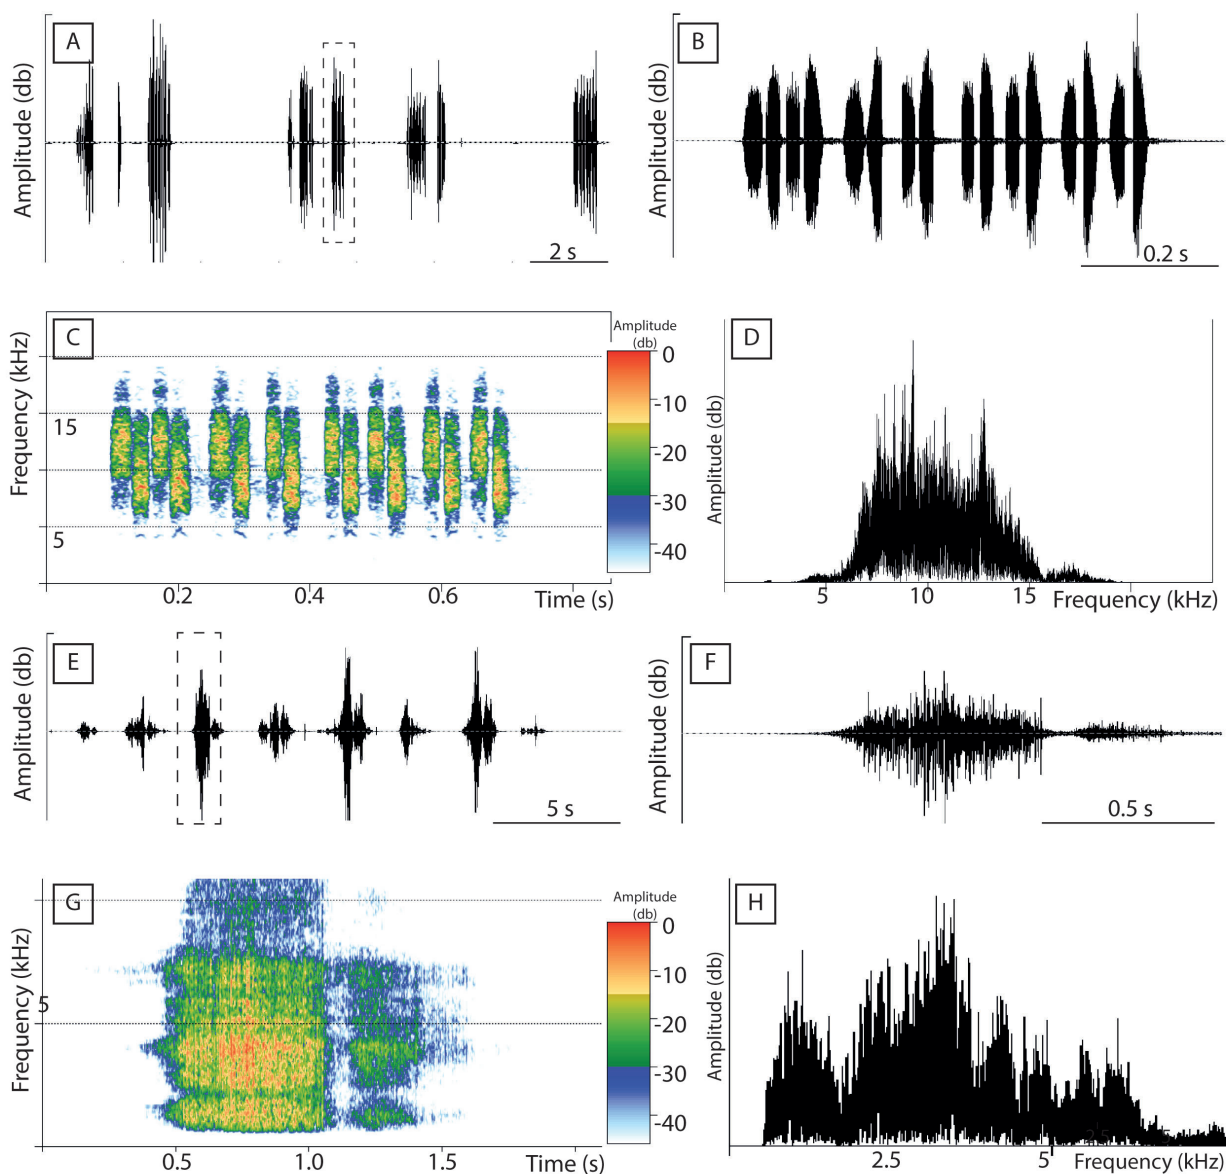 A
Amplitude (db)
2 s
B
Amplitude (db)
0.2 s
C
Frequency (kHz)
15
5
0.2
0.4
0.6
Time (s)
Amplitude
(db)
0
-10
-20
-30
-40
D
Amplitude (db)
5
10
15
Frequency (kHz)
E
Amplitude (db)
5 s
F
Amplitude (db)
0.5 s
G
Frequency (kHz)
5
0.5
1.0
1.5
Time (s)
Amplitude
(db)
0
-10
-20
-30
-40
H
Amplitude (db)
2.5
5
Frequency (kHz)